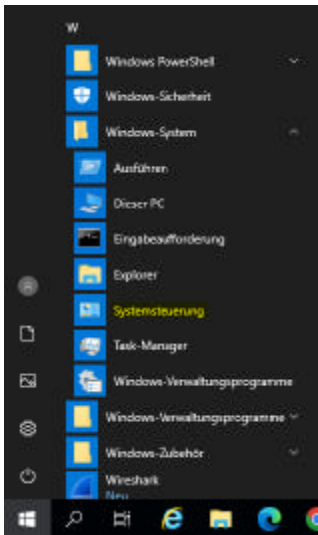 W
Windows PowerShell
Windows-Sicherheit
Windows-System
Ausführen
Dieser PC
Eingabeaufforderung
Explorer
Systemsteuerung
Task-Manager
Windows-Verwaltungsprogramme
Windows-Verwaltungsprogramme
Windows-Zubehör
Wireshark
Neu